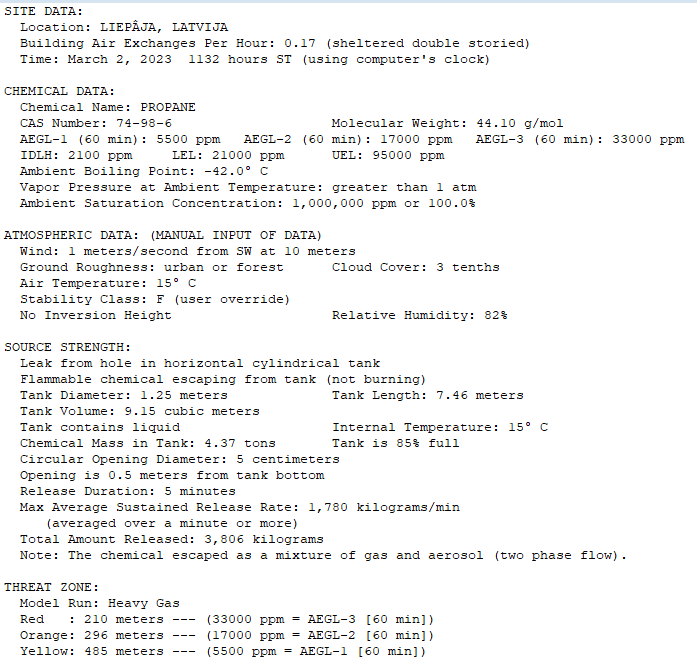 SITE DATA:
Location: LIEPÂJA, LATVIJA
Building Air Exchanges Per Hour: 0.17 (sheltered double storied)
Time: March 2, 2023  1132 hours ST (using computer's clock)
CHEMICAL DATA:
Chemical Name: PROPANE
CAS Number: 74-98-6                    Molecular Weight: 44.10 g/mol
AEGL-1 (60 min): 5500 ppm   AEGL-2 (60 min): 17000 ppm   AEGL-3 (60 min): 33000 ppm
IDLH: 2100 ppm     LEL: 21000 ppm      UEL: 95000 ppm
Ambient Boiling Point: -42.0° C
Vapor Pressure at Ambient Temperature: greater than 1 atm
Ambient Saturation Concentration: 1,000,000 ppm or 100.0%
ATMOSPHERIC DATA: (MANUAL INPUT OF DATA)
Wind: 1 meters/second from SW at 10 meters
Ground Roughness: urban or forest      Cloud Cover: 3 tenths
Air Temperature: 15° C
Stability Class: F (user override)
No Inversion Height                    Relative Humidity: 82%
SOURCE STRENGTH:
Leak from hole in horizontal cylindrical tank
Flammable chemical escaping from tank (not burning)
Tank Diameter: 1.25 meters             Tank Length: 7.46 meters
Tank Volume: 9.15 cubic meters
Tank contains liquid                   Internal Temperature: 15° C
Chemical Mass in Tank: 4.37 tons       Tank is 85% full
Circular Opening Diameter: 5 centimeters
Opening is 0.5 meters from tank bottom
Release Duration: 5 minutes
Max Average Sustained Release Rate: 1,780 kilograms/min
(averaged over a minute or more)
Total Amount Released: 3,806 kilograms
Note: The chemical escaped as a mixture of gas and aerosol (two phase flow).
THREAT ZONE:
Model Run: Heavy Gas
Red   : 210 meters --- (33000 ppm = AEGL-3 [60 min])
Orange: 296 meters --- (17000 ppm = AEGL-2 [60 min])
Yellow: 485 meters --- (5500 ppm = AEGL-1 [60 min])